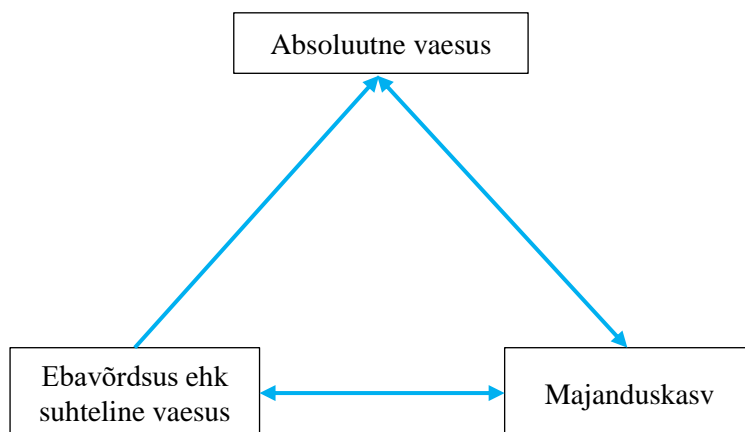 Absoluutne vaesus
Ebavõrdsus ehk
suhteline vaesus
Majanduskasv